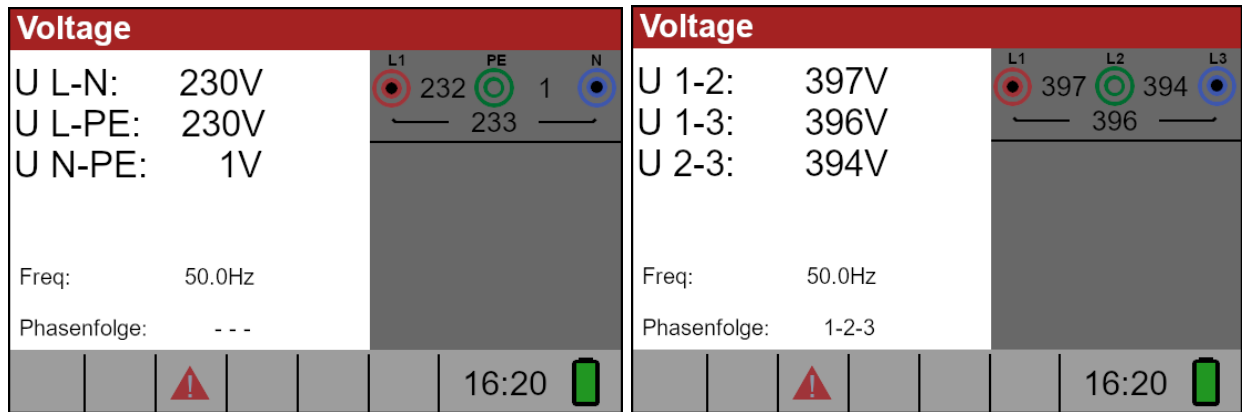 Voltage
L1 PE N
U L-N: 230V
232 1
U L-PE: 230V
233
U N-PE: 1V
Freq: 50.0Hz
Phasenfolge: - - -
16:20
Voltage
L1 L2 L3
U 1-2: 397V
397 394
U 1-3: 396V
396
U 2-3: 394V
Freq: 50.0Hz
Phasenfolge: 1-2-3
16:20